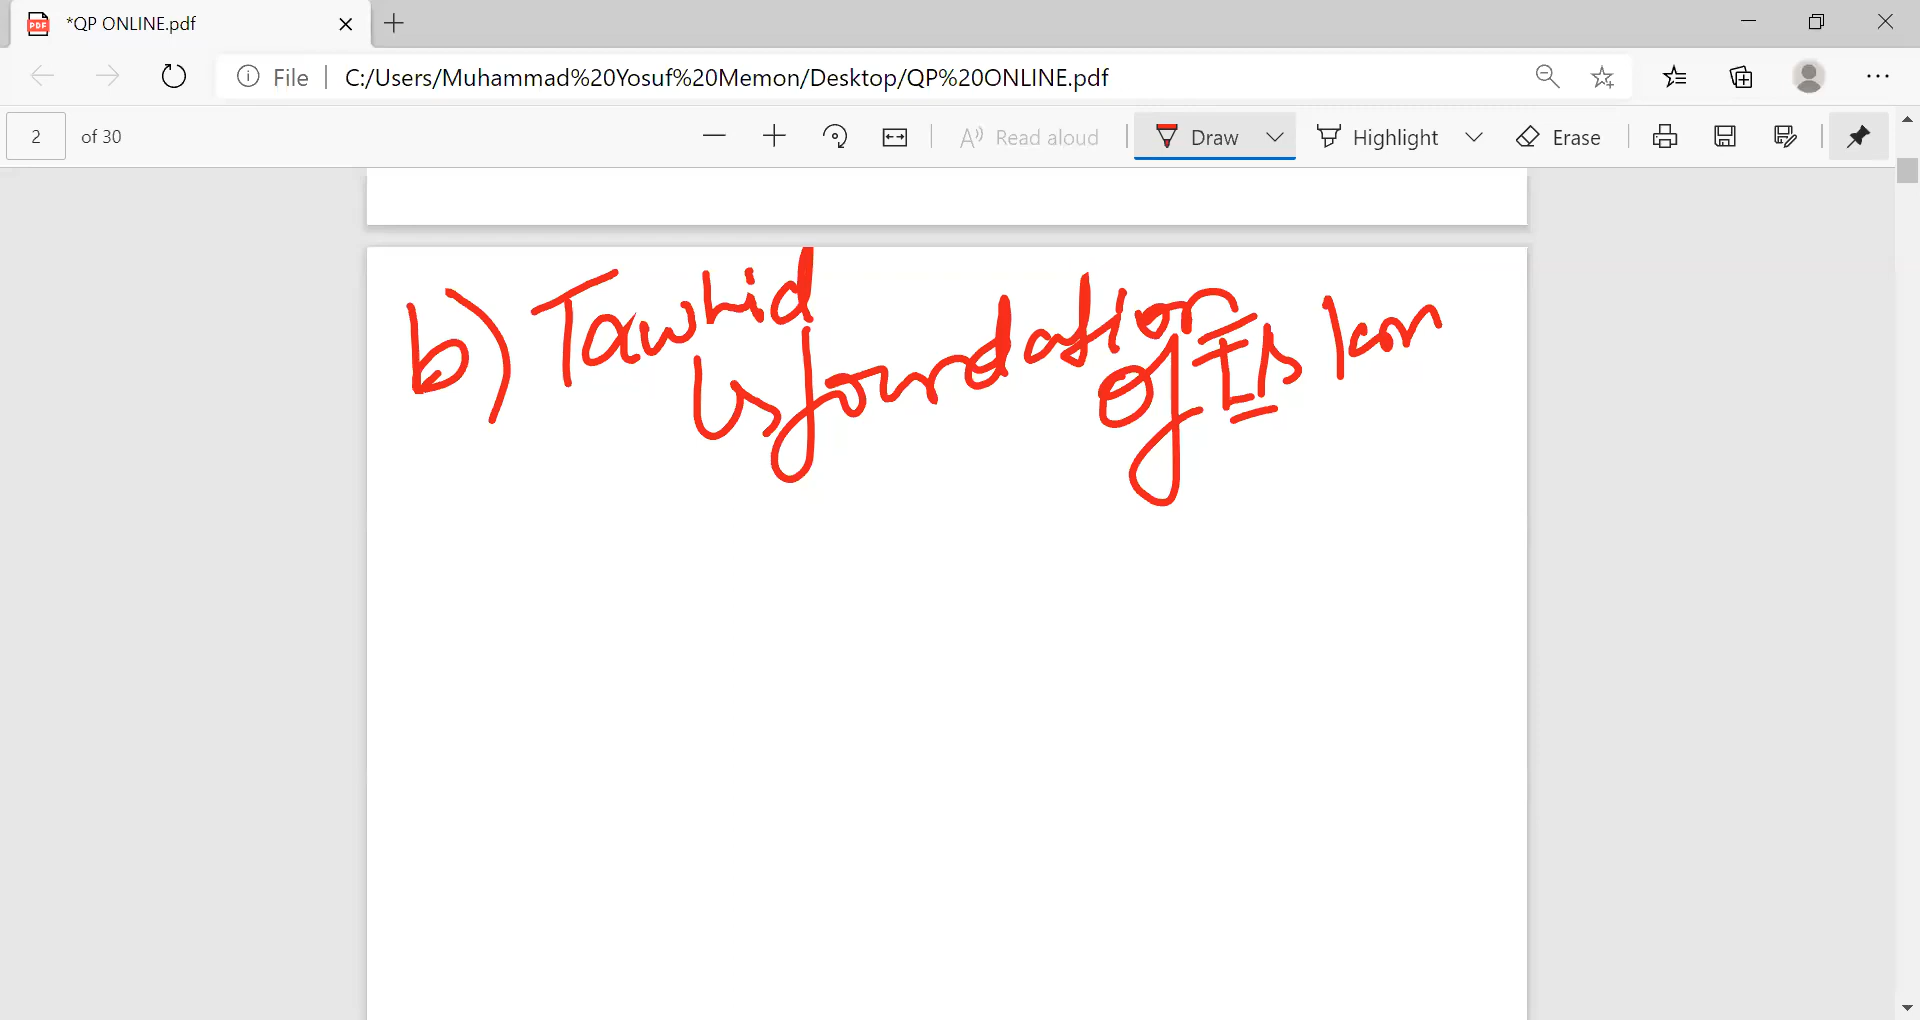 *QP ONLINE.pdf
File | C:/Users/Muhammad%20Yosuf%20Memon/Desktop/QP%20ONLINE.pdf
2 of 30 Read aloud Draw Highlight Erase
b) Tawhid
is foundation
of Islam